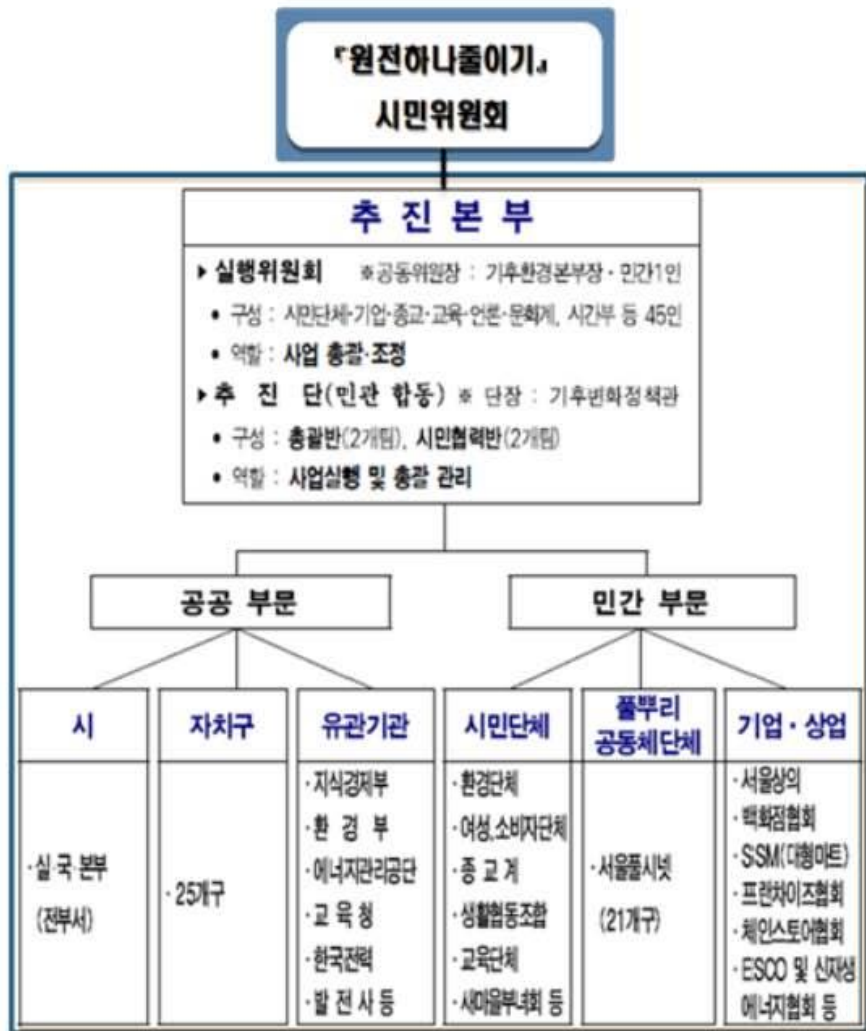 『원전하나줄이기』
시민위원회
추 진 본 부
▸ 실행위원회 ※공동위원장 : 기후환경본부장·민간1인
• 구성 : 시민단체·기업·종교·교육·언론·문화계, 시간부 등 45인
• 역할 : 사업 총괄·조정
▸ 추 진 단(민관 합동) ※ 단장 : 기후변화정책관
• 구성 : 총괄반(2개팀), 시민협력반(2개팀)
• 역할 : 사업실행 및 총괄 관리
공공 부문
민간 부문
시
·실·국·본부
(전부서)
자치구
·25개구
유관기관
·지식경제부
·환 경 부
·에너지관리공단
·교 육 청
·한국전력
·발 전 사 등
시민단체
·환경단체
·여성,소비자단체
·종 교 계
·생활협동조합
·교육단체
·새마을부녀회 등
풀뿌리
공동체단체
·서울풀시넷
(21개구)
기업·상업
·서울상의
·백화점협회
·SSM(대형마트)
·프랜차이즈협회
·체인스토어협회
·ESCO 및 신재생
에너지협회 등